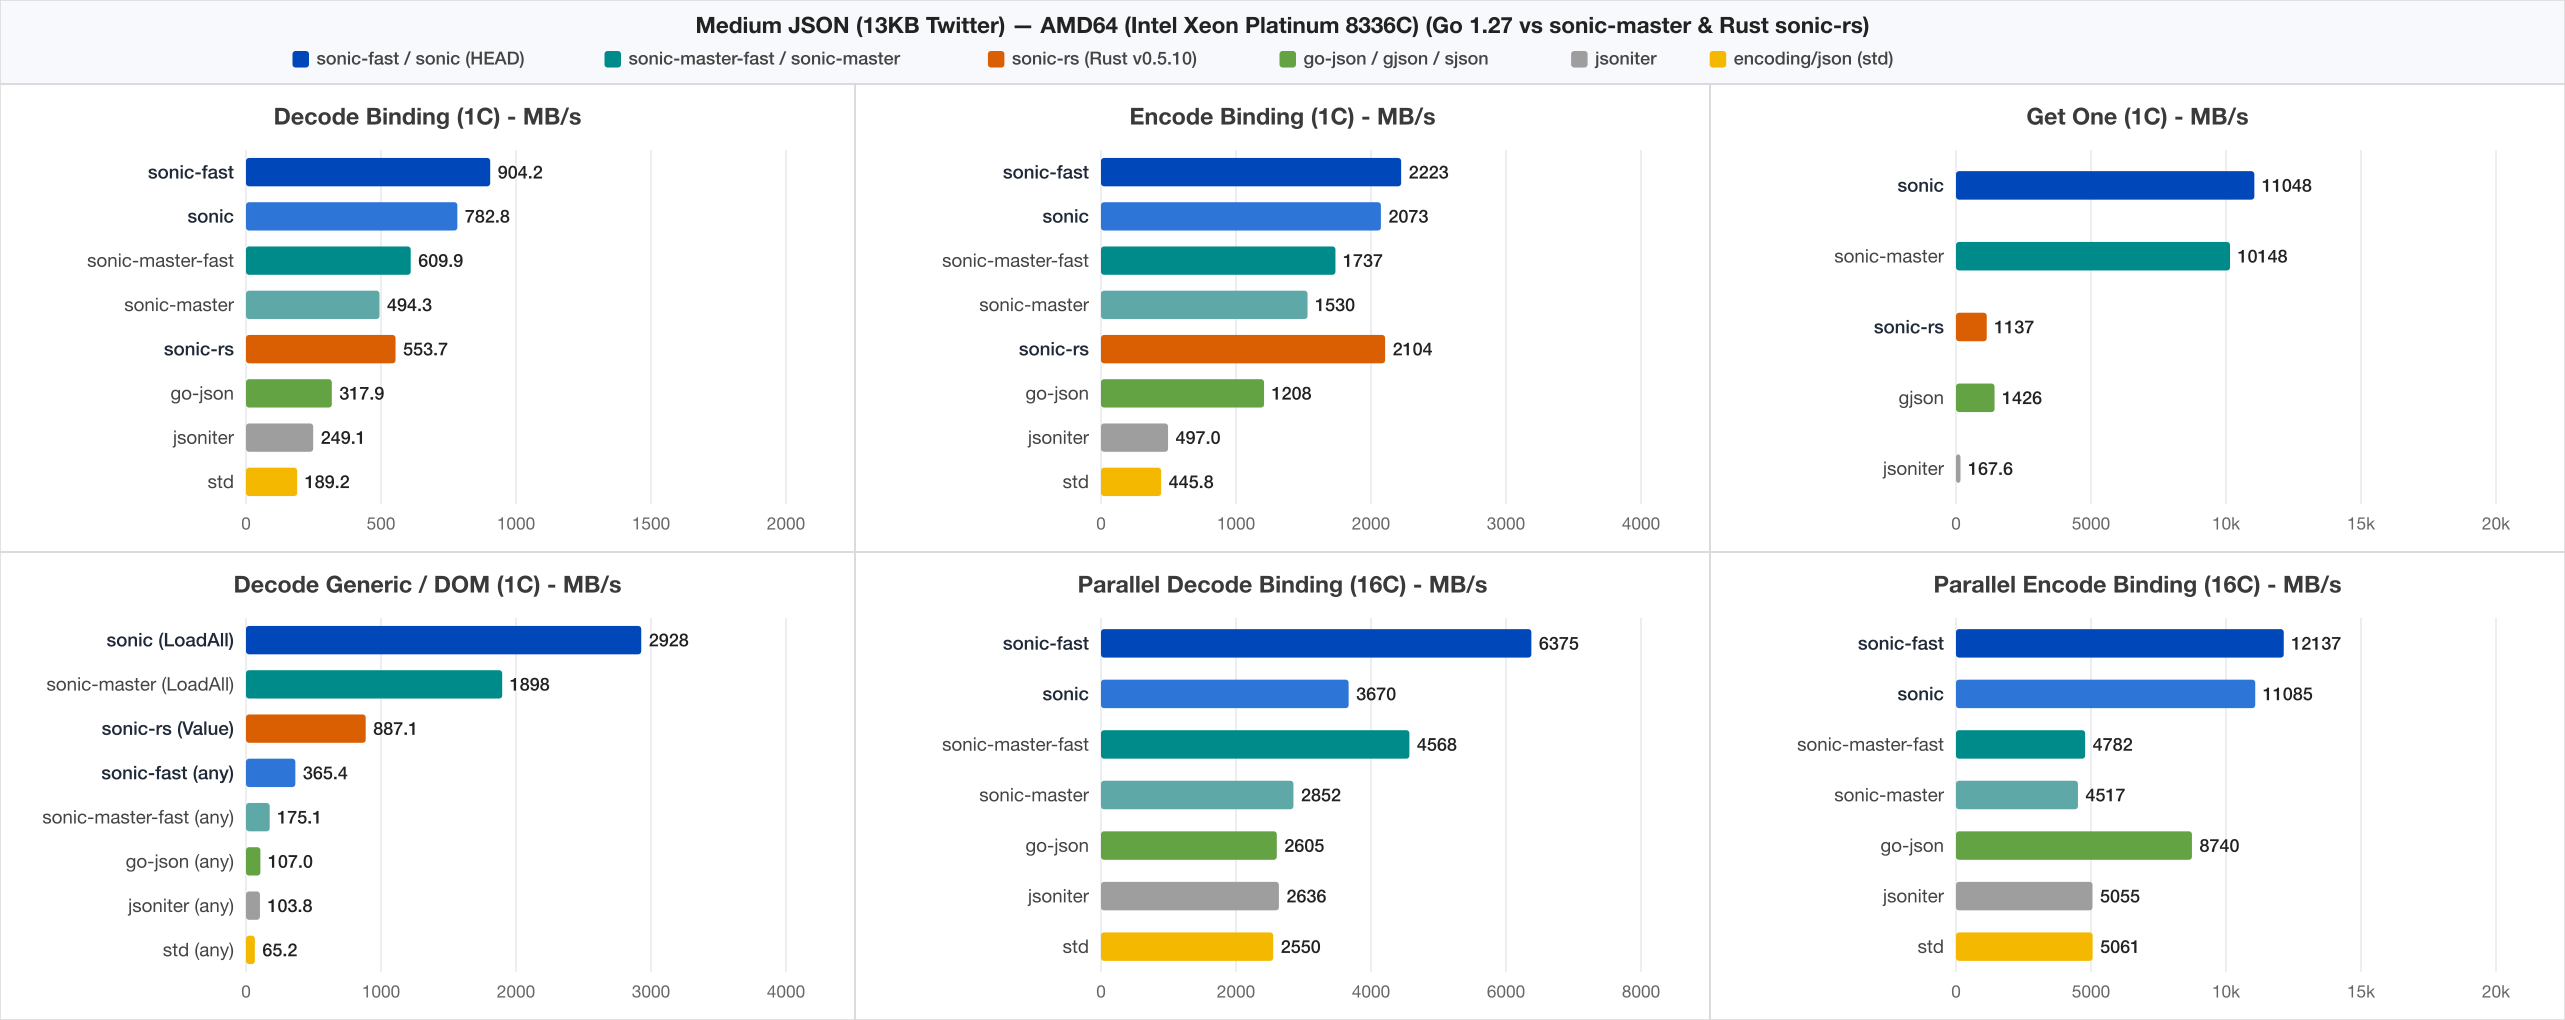 Medium JSON (13KB Twitter) — AMD64 (Intel Xeon Platinum 8336C) (Go 1.27 vs sonic-master & Rust sonic-rs)
sonic-fast / sonic (HEAD) sonic-master-fast / sonic-master sonic-rs (Rust v0.5.10) go-json / gjson / sjson jsoniter encoding/json (std)
Decode Binding (1C) - MB/s
sonic-fast 904.2
sonic 782.8
sonic-master-fast 609.9
sonic-master 494.3
sonic-rs 553.7
go-json 317.9
jsoniter 249.1
std 189.2
0 500 1000 1500 2000
Encode Binding (1C) - MB/s
sonic-fast 2223
sonic 2073
sonic-master-fast 1737
sonic-master 1530
sonic-rs 2104
go-json 1208
jsoniter 497.0
std 445.8
0 1000 2000 3000 4000
Get One (1C) - MB/s
sonic 11048
sonic-master 10148
sonic-rs 1137
gjson 1426
jsoniter 167.6
0 5000 10k 15k 20k
Decode Generic / DOM (1C) - MB/s
sonic (LoadAll) 2928
sonic-master (LoadAll) 1898
sonic-rs (Value) 887.1
sonic-fast (any) 365.4
sonic-master-fast (any) 175.1
go-json (any) 107.0
jsoniter (any) 103.8
std (any) 65.2
0 1000 2000 3000 4000
Parallel Decode Binding (16C) - MB/s
sonic-fast 6375
sonic 3670
sonic-master-fast 4568
sonic-master 2852
go-json 2605
jsoniter 2636
std 2550
0 2000 4000 6000 8000
Parallel Encode Binding (16C) - MB/s
sonic-fast 12137
sonic 11085
sonic-master-fast 4782
sonic-master 4517
go-json 8740
jsoniter 5055
std 5061
0 5000 10k 15k 20k